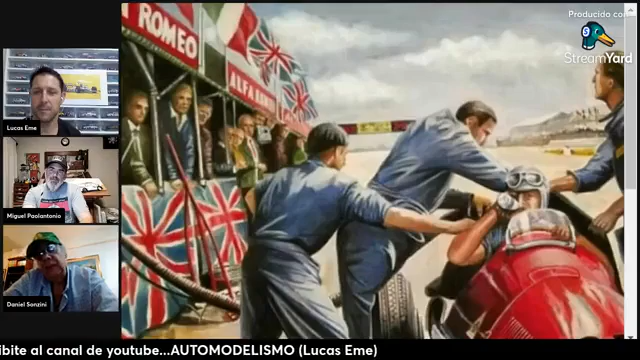 Producido con
StreamYard
ROMEO
ALFA ROMEO
Lucas Eme
Miguel Paolantonio
Daniel Sonzini
ibite al canal de youtube...AUTOMODELISMO (Lucas Eme)